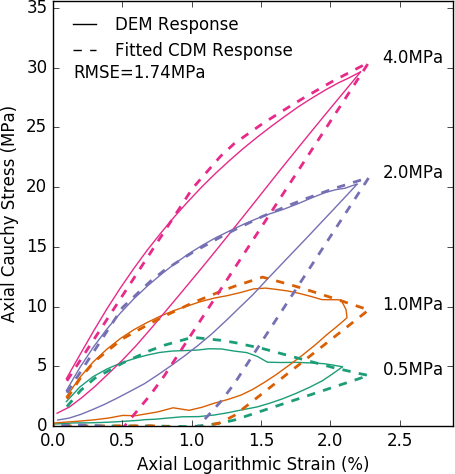 DEM Response
Fitted CDM Response
RMSE=1.74MPa
4.0MPa
2.0MPa
1.0MPa
0.5MPa
Axial Cauchy Stress (MPa)
35
30
25
20
15
10
5
0
0.0 0.5 1.0 1.5 2.0 2.5
Axial Logarithmic Strain (%)